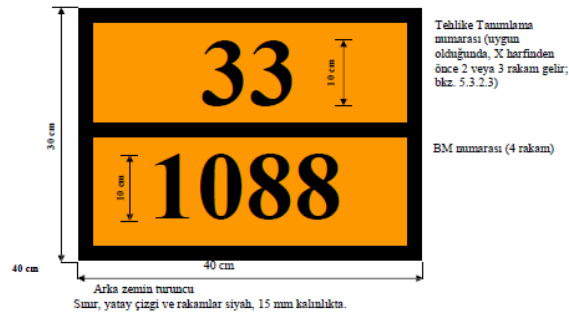 33
10 cm
30 cm
Tehlike Tanımlama
numarası (uygun
olduğunda, X harfinden
önce 2 veya 3 rakam gelir;
bkz. 5.3.2.3)
1088
10 cm
BM numarası (4 rakam)
40 cm
40 cm
Arka zemin turuncu
Sınır, yatay çizgi ve rakamlar siyah, 15 mm kalınlıkta.